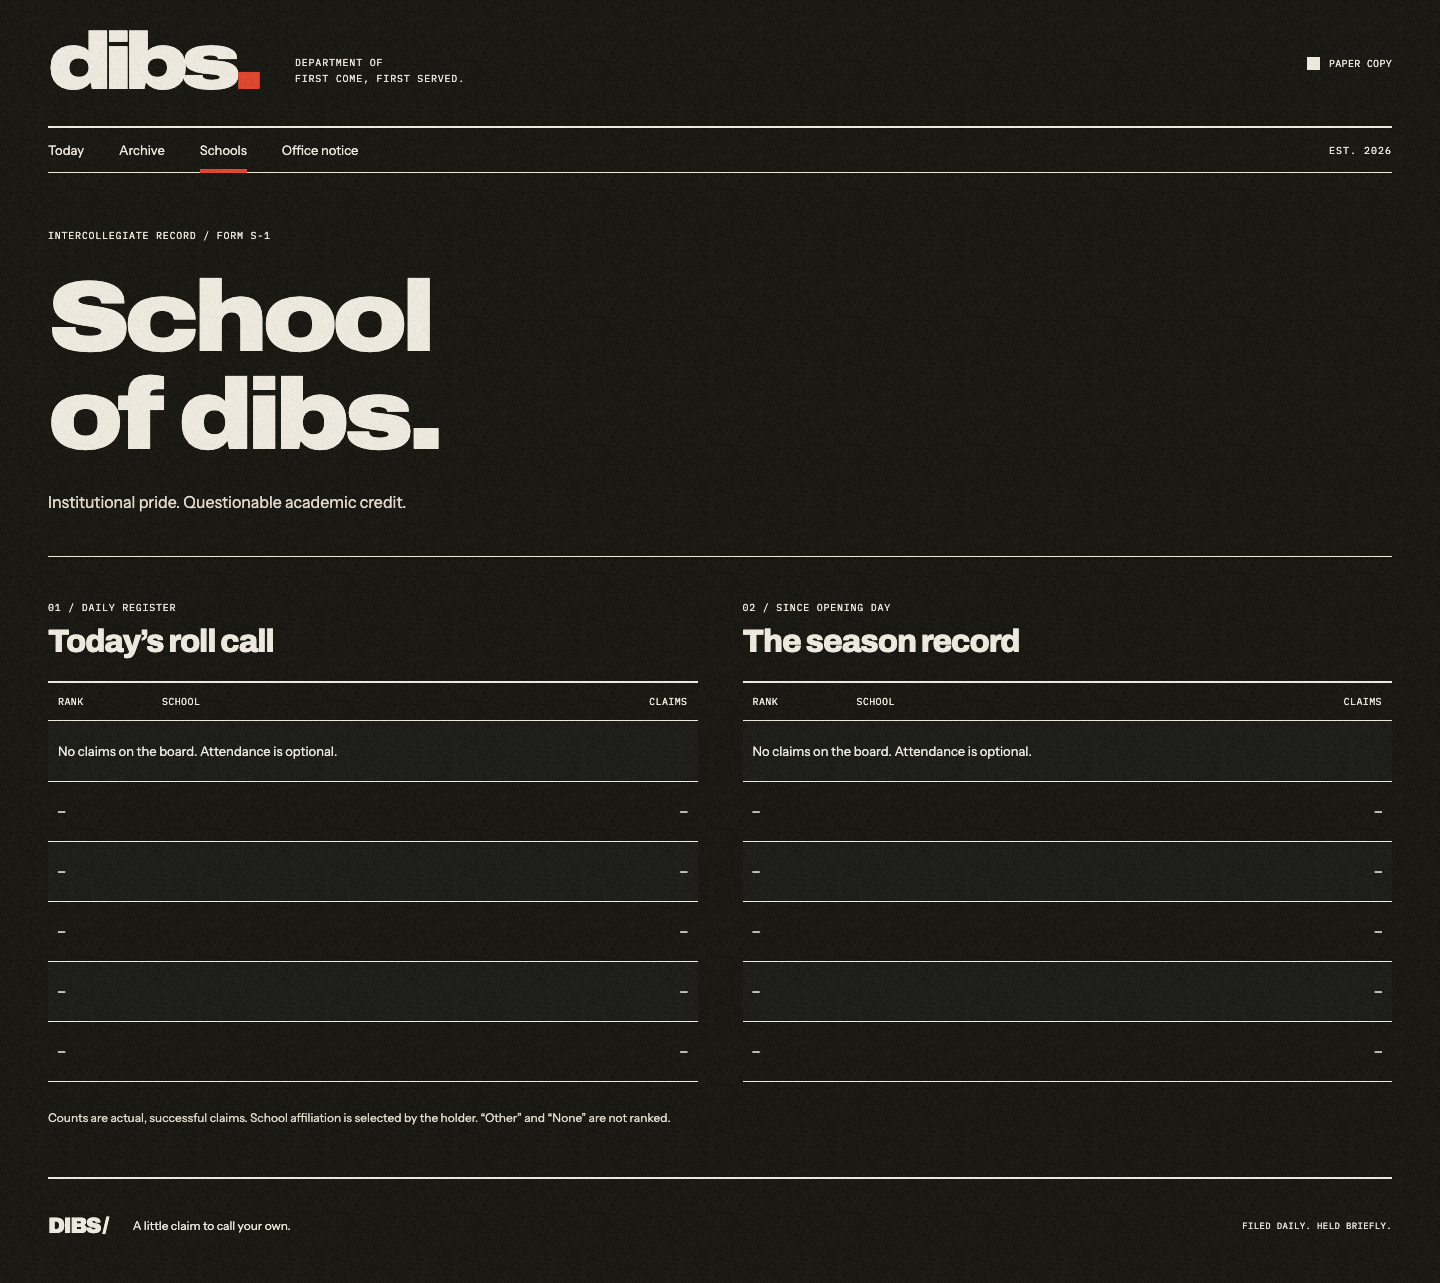 dibs.
DEPARTMENT OF
FIRST COME, FIRST SERVED.
PAPER COPY
Today
Archive
Schools
Office notice
EST. 2026
INTERCOLLEGIATE RECORD / FORM S-1
School
of dibs.
Institutional pride. Questionable academic credit.
01 / DAILY REGISTER
Today’s roll call
RANK SCHOOL CLAIMS
No claims on the board. Attendance is optional.
— —
— —
— —
— —
— —
02 / SINCE OPENING DAY
The season record
RANK SCHOOL CLAIMS
No claims on the board. Attendance is optional.
— —
— —
— —
— —
— —
Counts are actual, successful claims. School affiliation is selected by the holder. “Other” and “None” are not ranked.
DIBS/
A little claim to call your own.
FILED DAILY. HELD BRIEFLY.